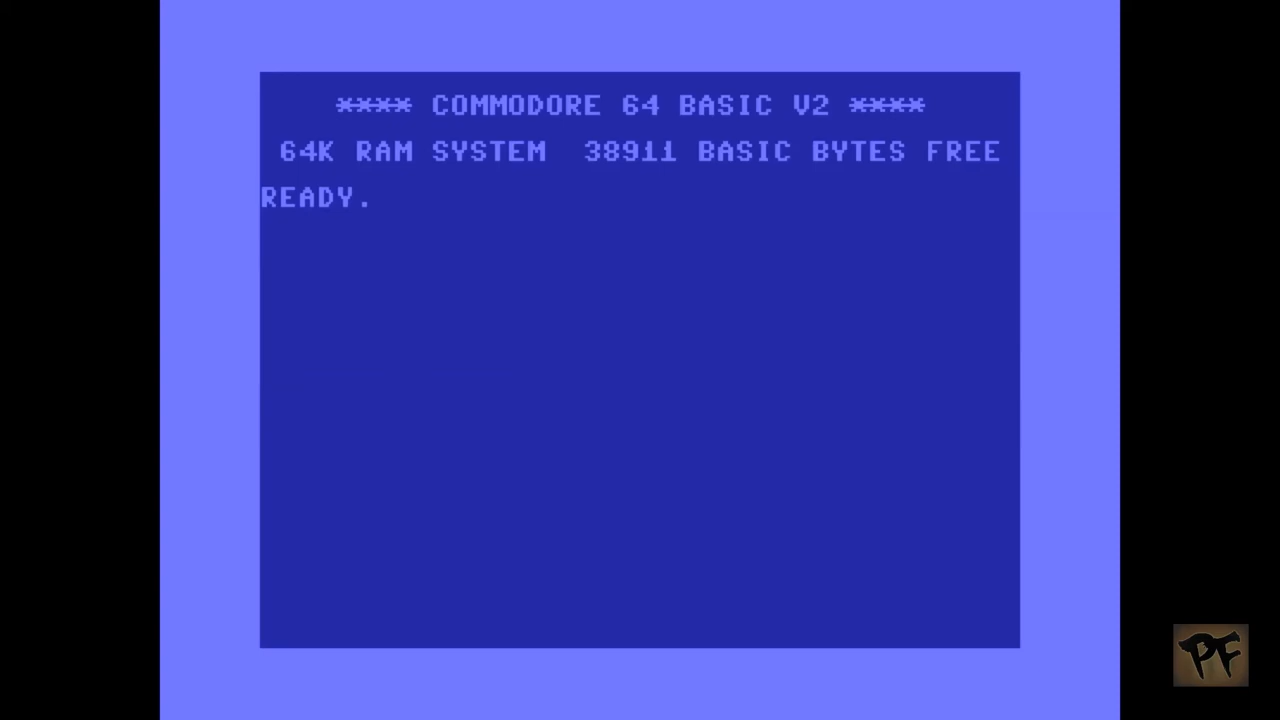 **** COMMODORE 64 BASIC V2 ****
64K RAM SYSTEM  38911 BASIC BYTES FREE
READY.
PF